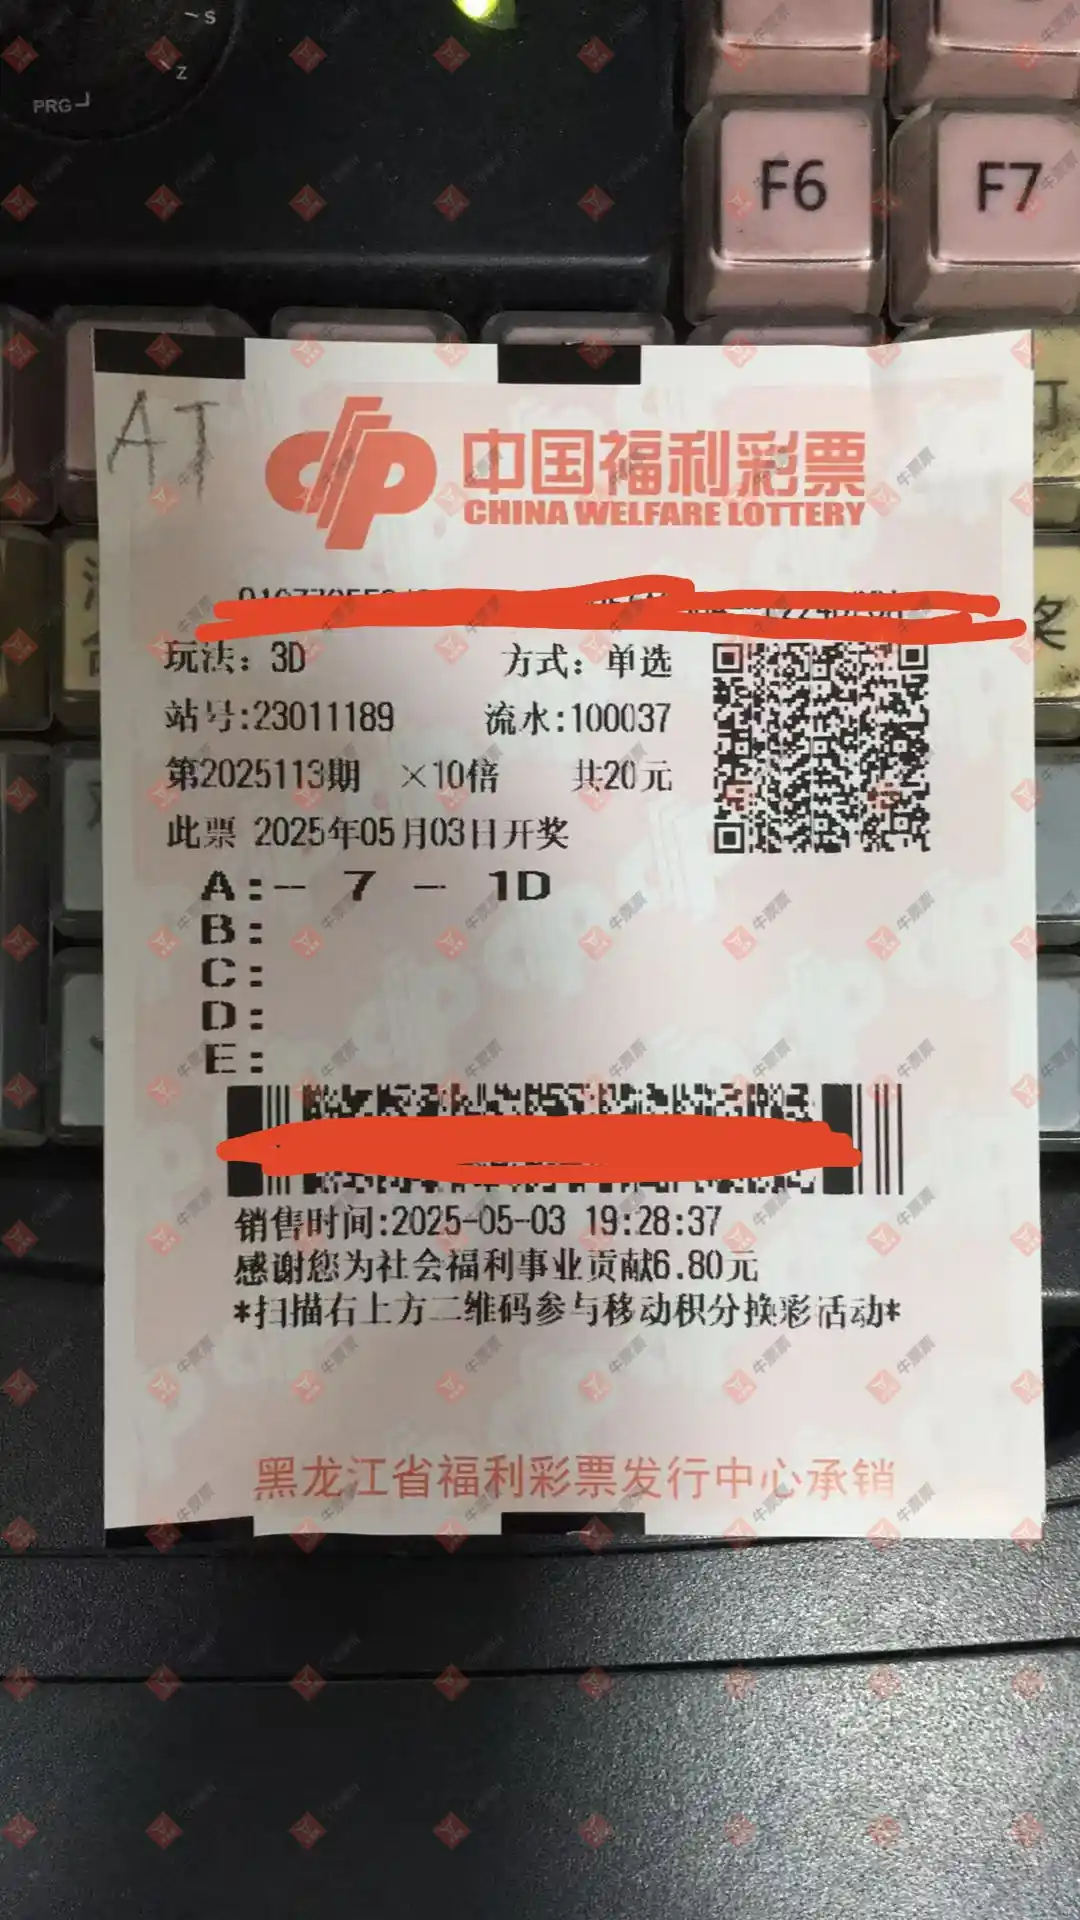 S
Z
PRG
F6
F7
奖
AJ
中国福利彩票
CHINA WELFARE LOTTERY
玩法：3D 方式：单选
站号:23011189 流水:100037
第2025113期 ×10倍 共20元
此票 2025年05月03日开奖
A:- 7 - 1D
B:
C:
D:
E:
销售时间:2025-05-03 19:28:37
感谢您为社会福利事业贡献6.80元
*扫描右上方二维码参与移动积分换彩活动*
黑龙江省福利彩票发行中心承销
牛票票